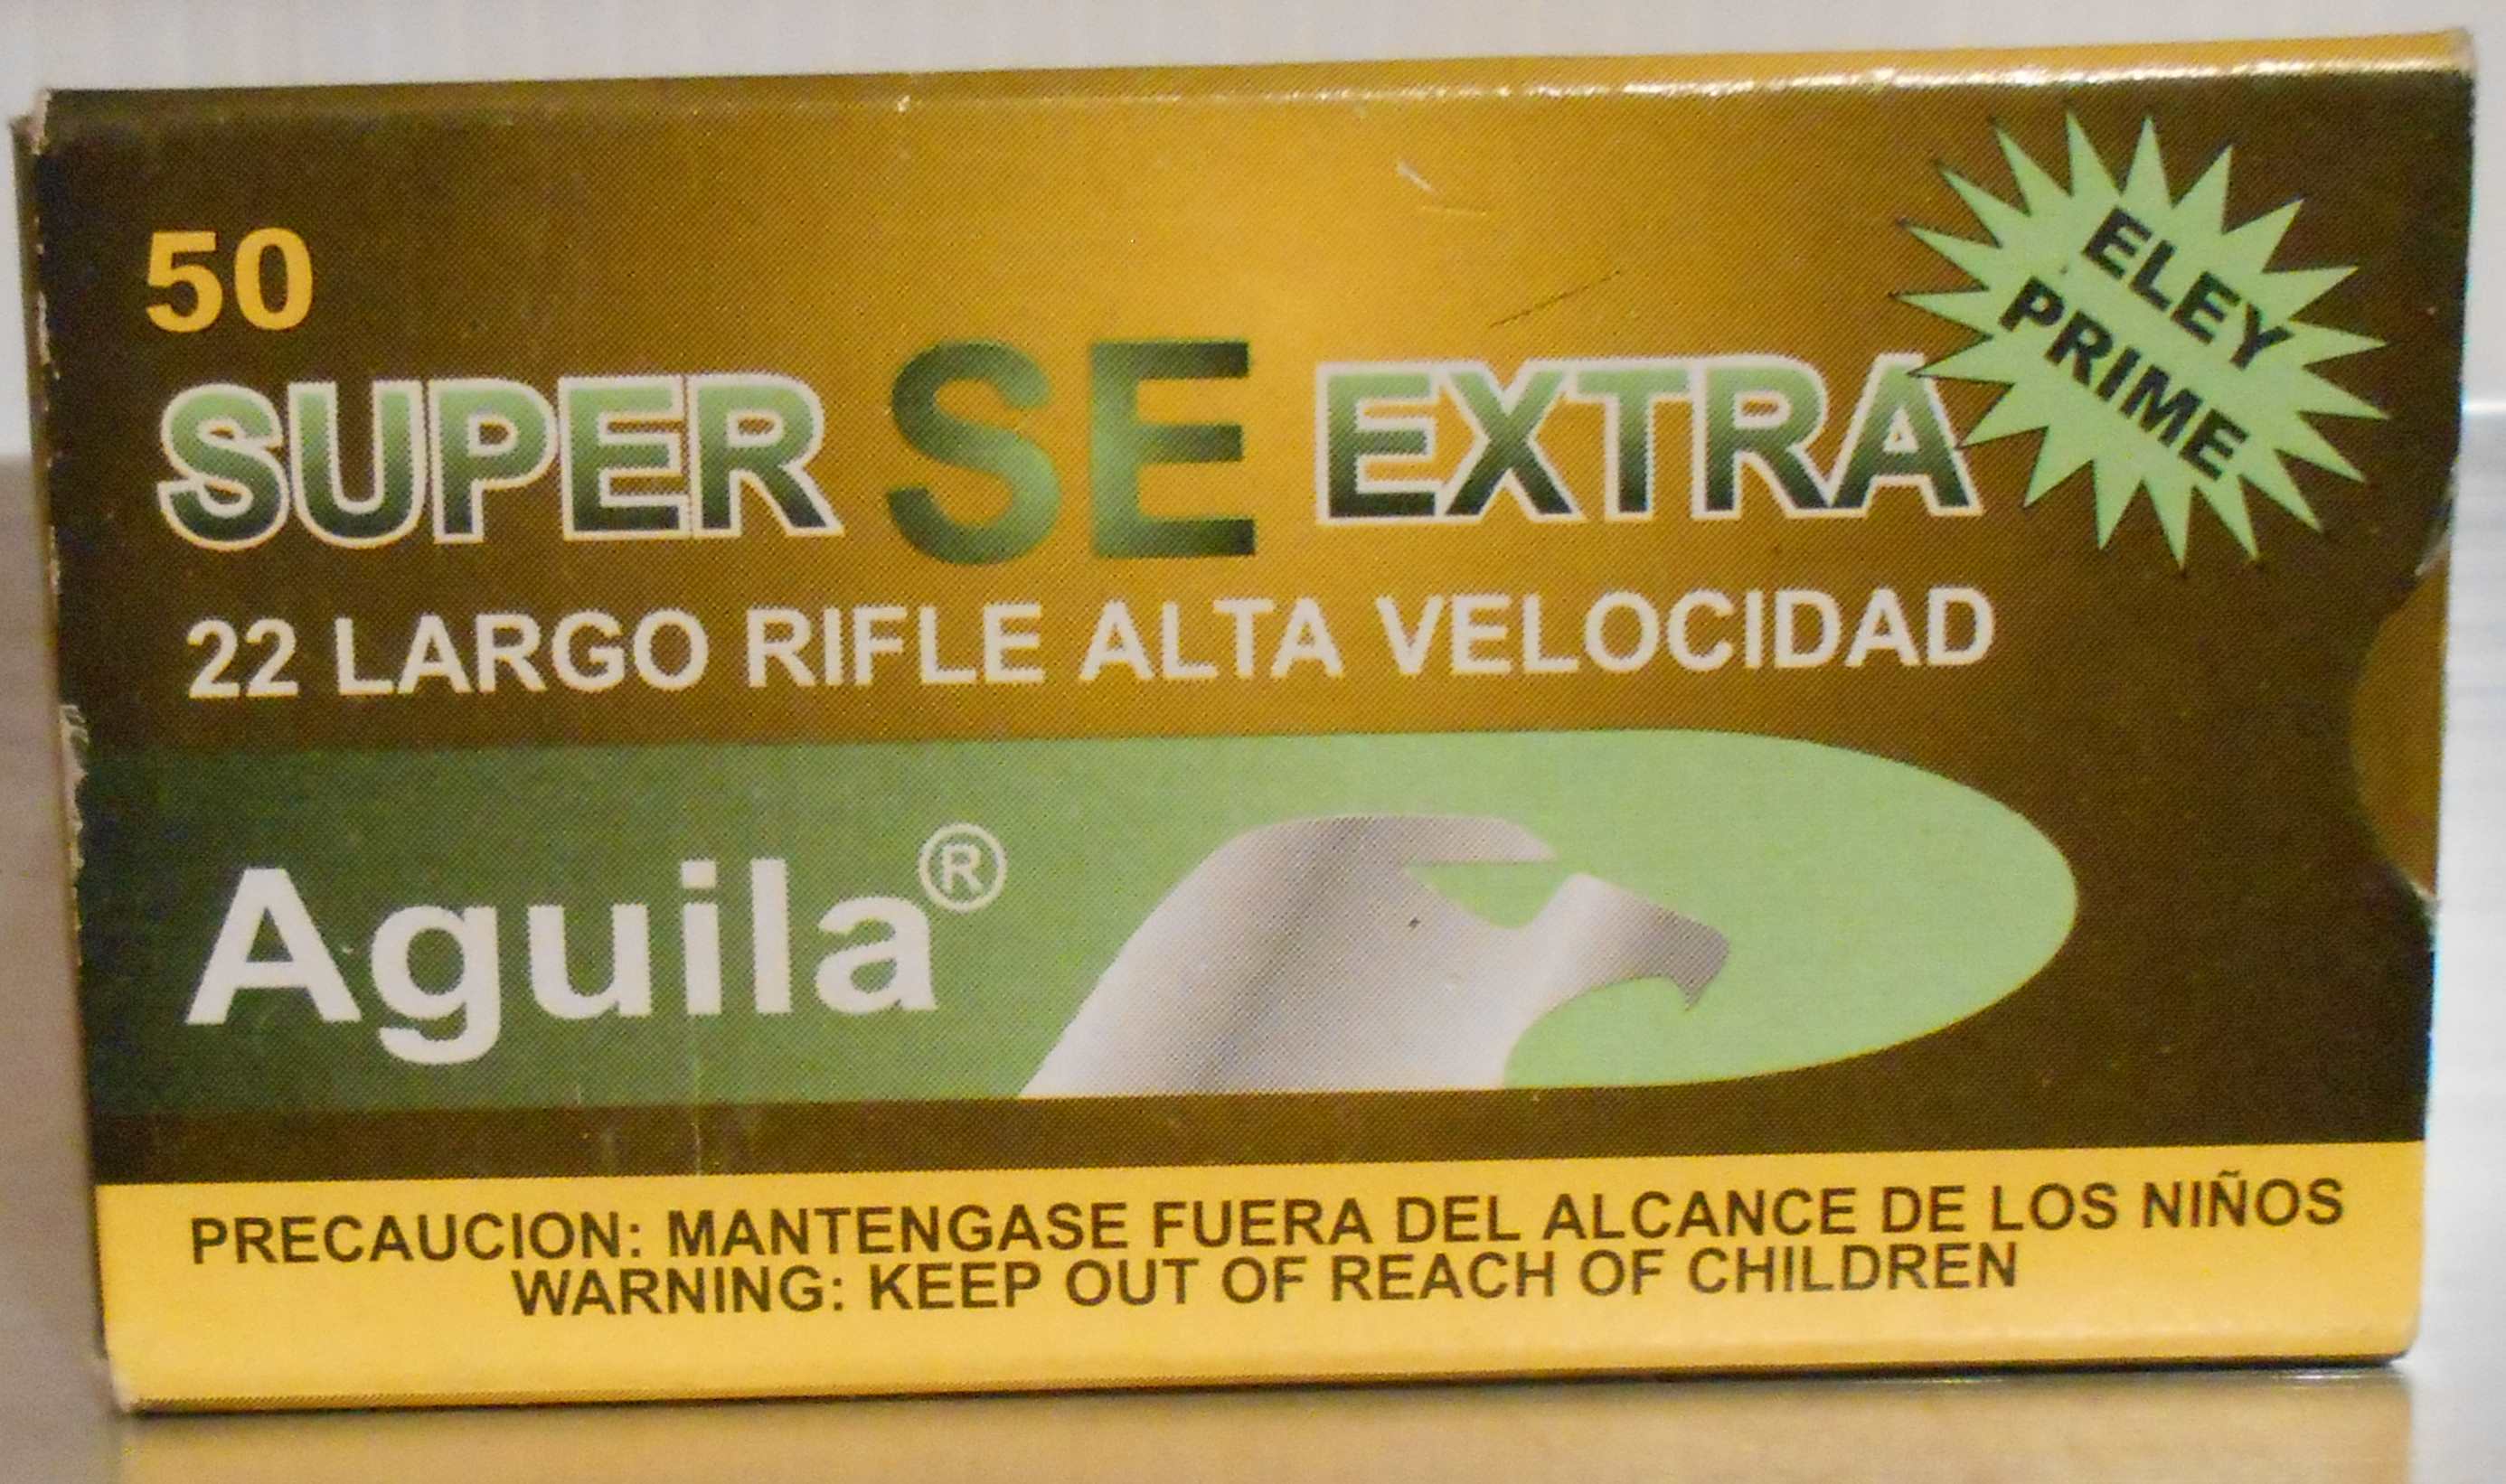 50
ELEY
PRIME
SUPER SE EXTRA
22 LARGO RIFLE ALTA VELOCIDAD
Aguila®
PRECAUCION: MANTENGASE FUERA DEL ALCANCE DE LOS NIÑOS
WARNING: KEEP OUT OF REACH OF CHILDREN